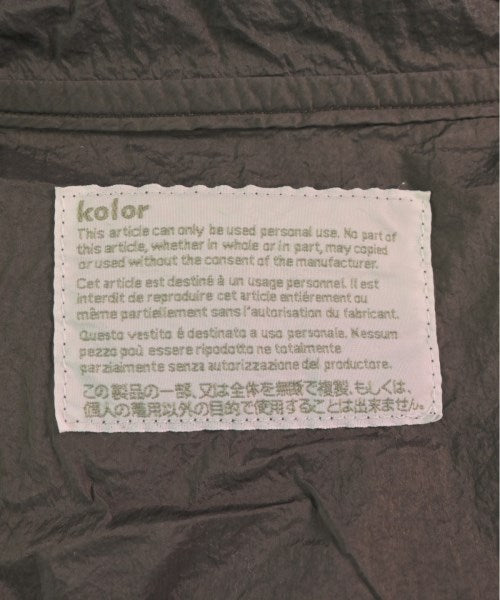 kolor
This article can only be used personal use. No part of
this article, whether in whole or in part, may copied
or used without the consent of the manufacturer.
Cet article est destiné à un usage personnel. Il est
interdit de reproduire cet article entiérement ou
même partiellement sans l'autorisation du fabricant.
Questo vestito é destinato a uso personale. Nessum
pezzo poù essere ripodotto ne totalmente
parzialmente senza autorizzazione del productore.
この製品の一部、又は全体を無断で複製、もしくは、
個人の着用以外の目的で使用することは出来ません。